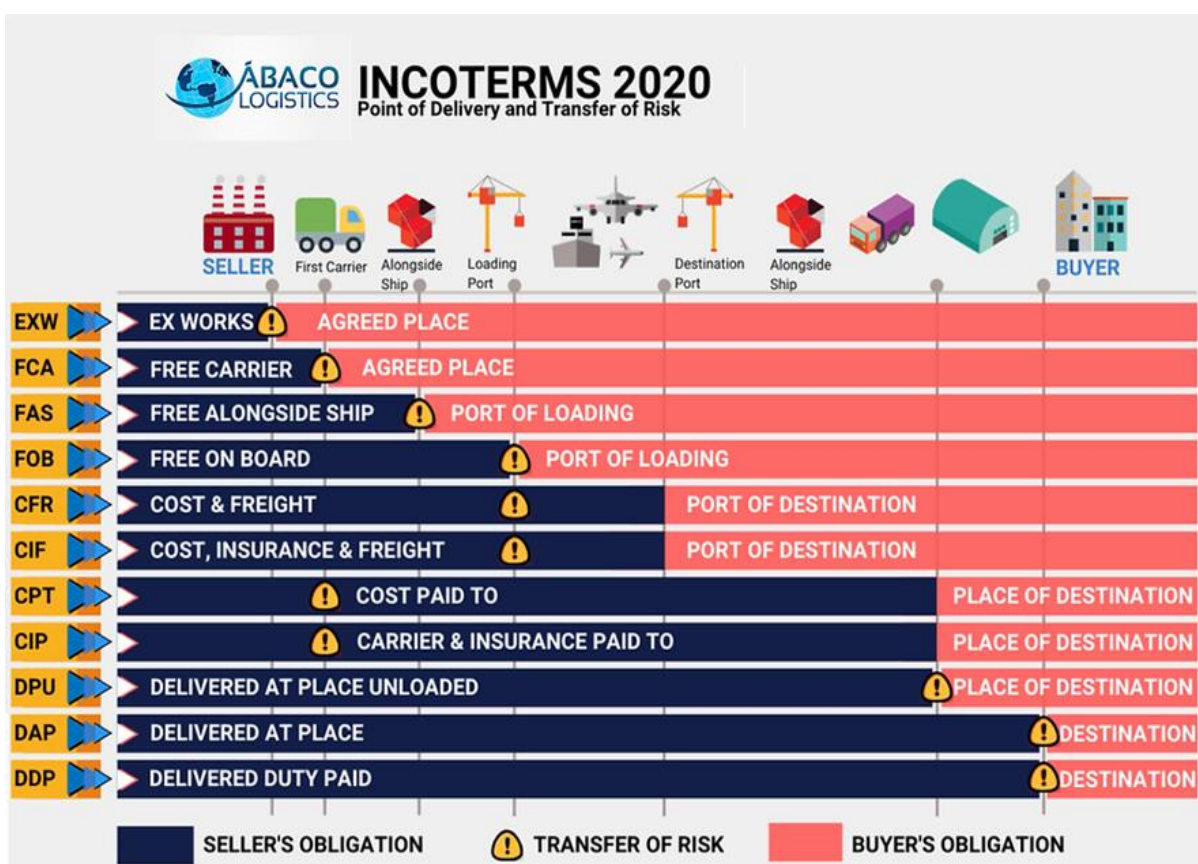 ÁBACO
LOGISTICS
INCOTERMS 2020
Point of Delivery and Transfer of Risk
SELLER
First Carrier
Alongside
Ship
Loading
Port
Destination
Port
Alongside
Ship
BUYER
EXW EX WORKS ! AGREED PLACE
FCA FREE CARRIER ! AGREED PLACE
FAS FREE ALONGSIDE SHIP ! PORT OF LOADING
FOB FREE ON BOARD ! PORT OF LOADING
CFR COST & FREIGHT ! PORT OF DESTINATION
CIF COST, INSURANCE & FREIGHT ! PORT OF DESTINATION
CPT ! COST PAID TO PLACE OF DESTINATION
CIP ! CARRIER & INSURANCE PAID TO PLACE OF DESTINATION
DPU DELIVERED AT PLACE UNLOADED ! PLACE OF DESTINATION
DAP DELIVERED AT PLACE ! DESTINATION
DDP DELIVERED DUTY PAID ! DESTINATION
SELLER'S OBLIGATION ! TRANSFER OF RISK BUYER'S OBLIGATION